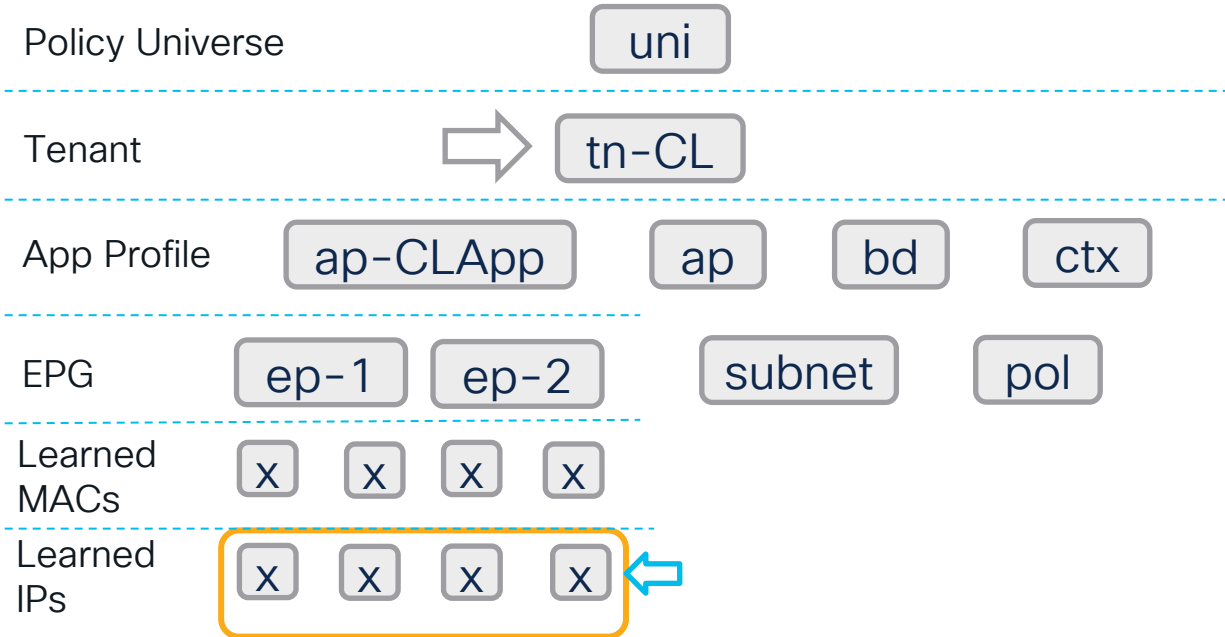 Policy Universe
uni
Tenant
tn-CL
App Profile
ap-CLApp
ap
bd
ctx
EPG
ep-1
ep-2
subnet
pol
Learned
MACs
x
x
x
x
Learned
IPs
x
x
x
x